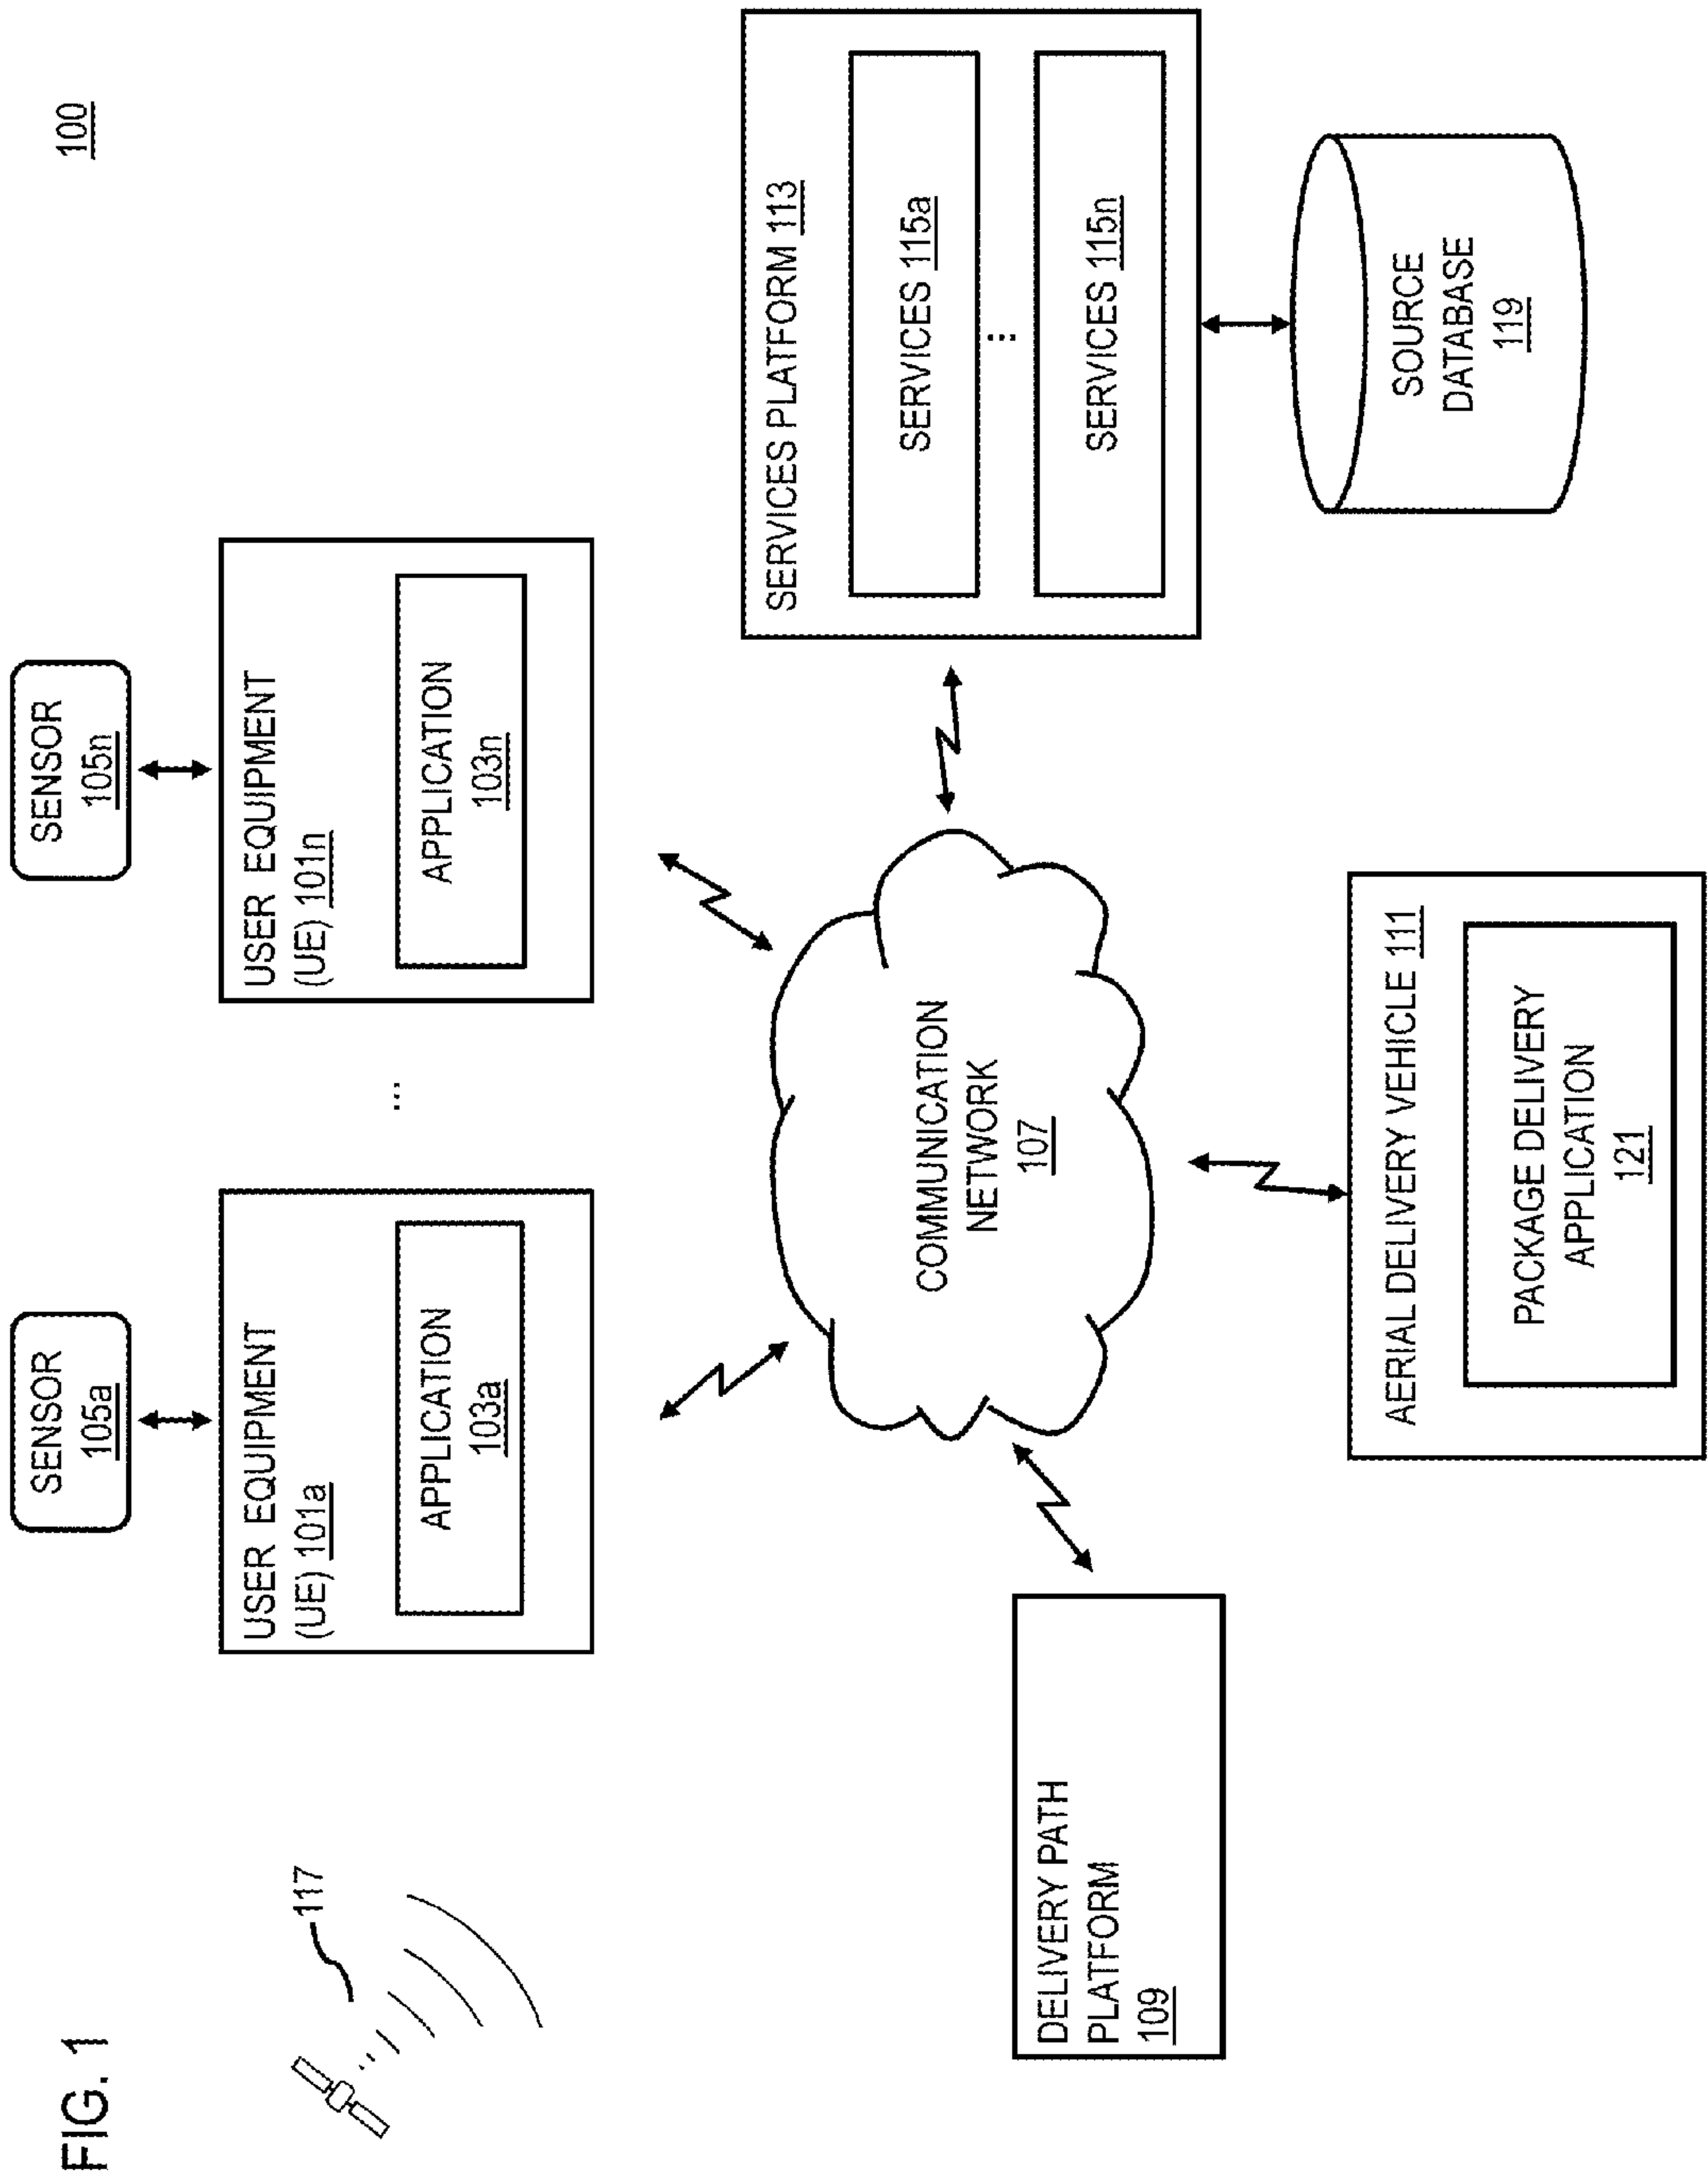 FIG. 1
100
117
SENSOR
105a
SENSOR
105n
USER EQUIPMENT
(UE) 101a
APPLICATION
103a
...
USER EQUIPMENT
(UE) 101n
APPLICATION
103n
COMMUNICATION
NETWORK
107
SERVICES PLATFORM 113
SERVICES 115a
...
SERVICES 115n
SOURCE
DATABASE
119
DELIVERY PATH
PLATFORM
109
AERIAL DELIVERY VEHICLE 111
PACKAGE DELIVERY
APPLICATION
121